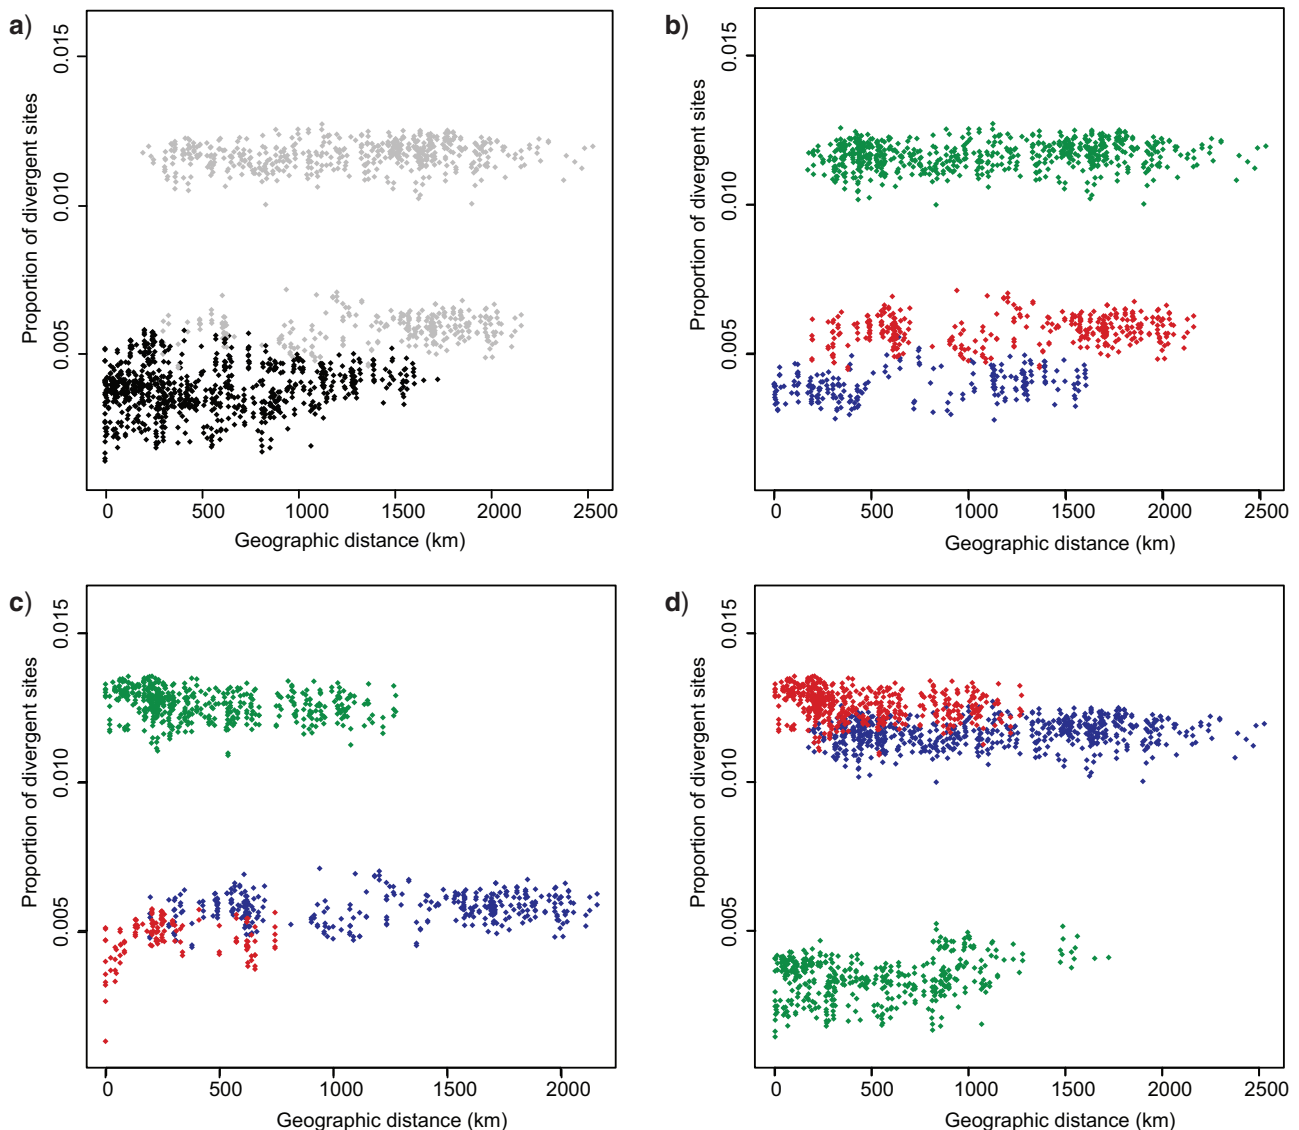 a)
Proportion of divergent sites
0.015
0.010
0.005
0 500 1000 1500 2000 2500
Geographic distance (km)
b)
Proportion of divergent sites
0.015
0.010
0.005
0 500 1000 1500 2000 2500
Geographic distance (km)
c)
Proportion of divergent sites
0.015
0.010
0.005
0 500 1000 1500 2000
Geographic distance (km)
d)
Proportion of divergent sites
0.015
0.010
0.005
0 500 1000 1500 2000 2500
Geographic distance (km)